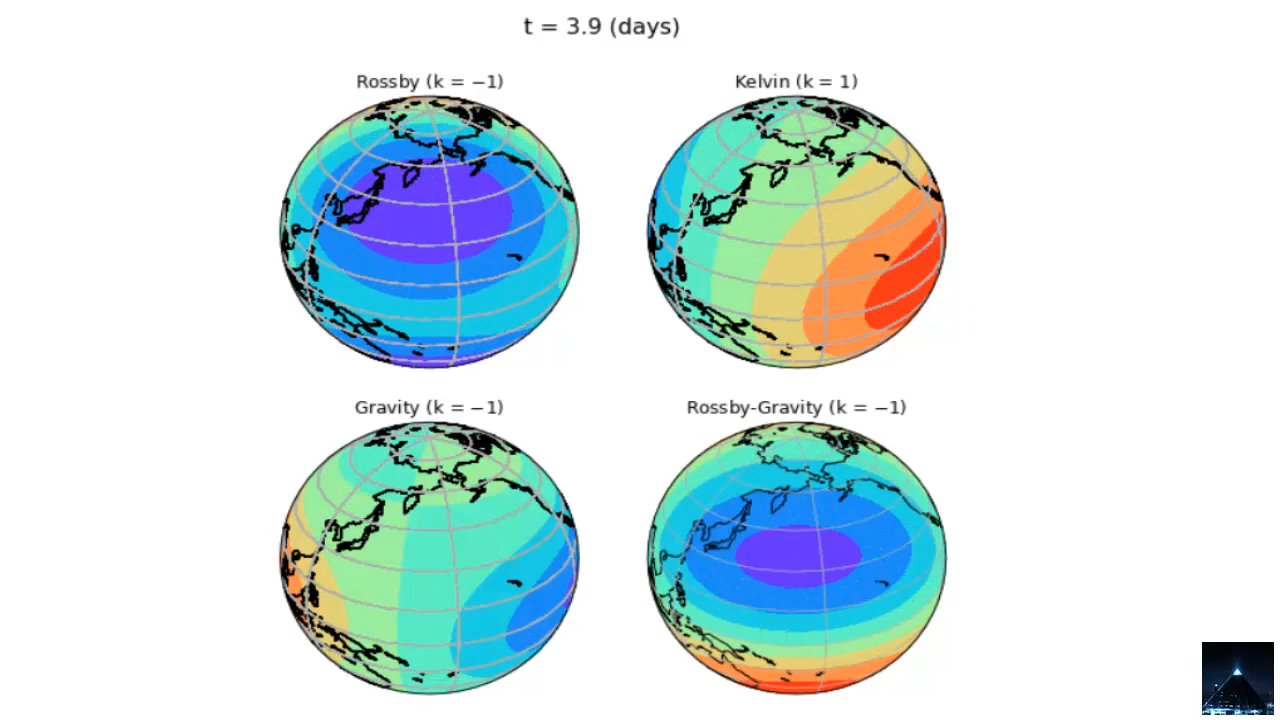 t = 3.9 (days)
Rossby (k = −1)
Kelvin (k = 1)
Gravity (k = −1)
Rossby-Gravity (k = −1)